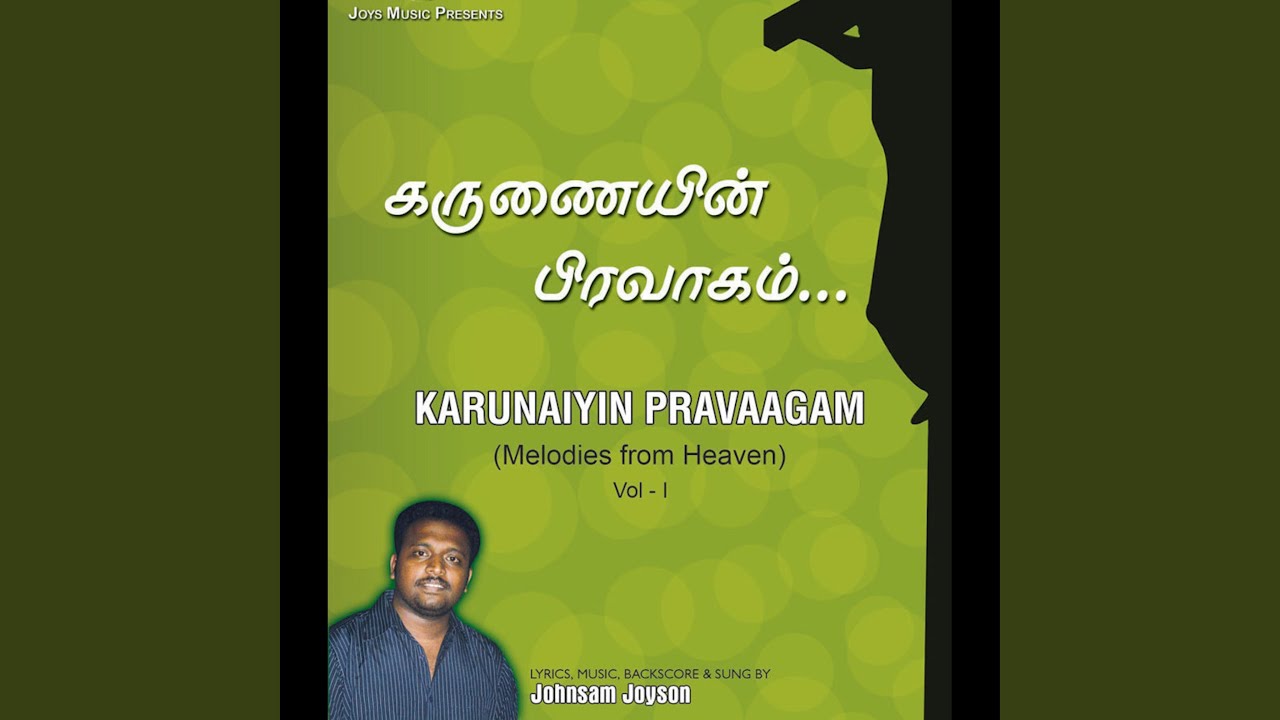 JOYS MUSIC PRESENTS
கருணையின்
பிரவாகம்...
KARUNAIYIN PRAVAAGAM
(Melodies from Heaven)
Vol - I
LYRICS, MUSIC, BACKSCORE & SUNG BY
Johnsam Joyson